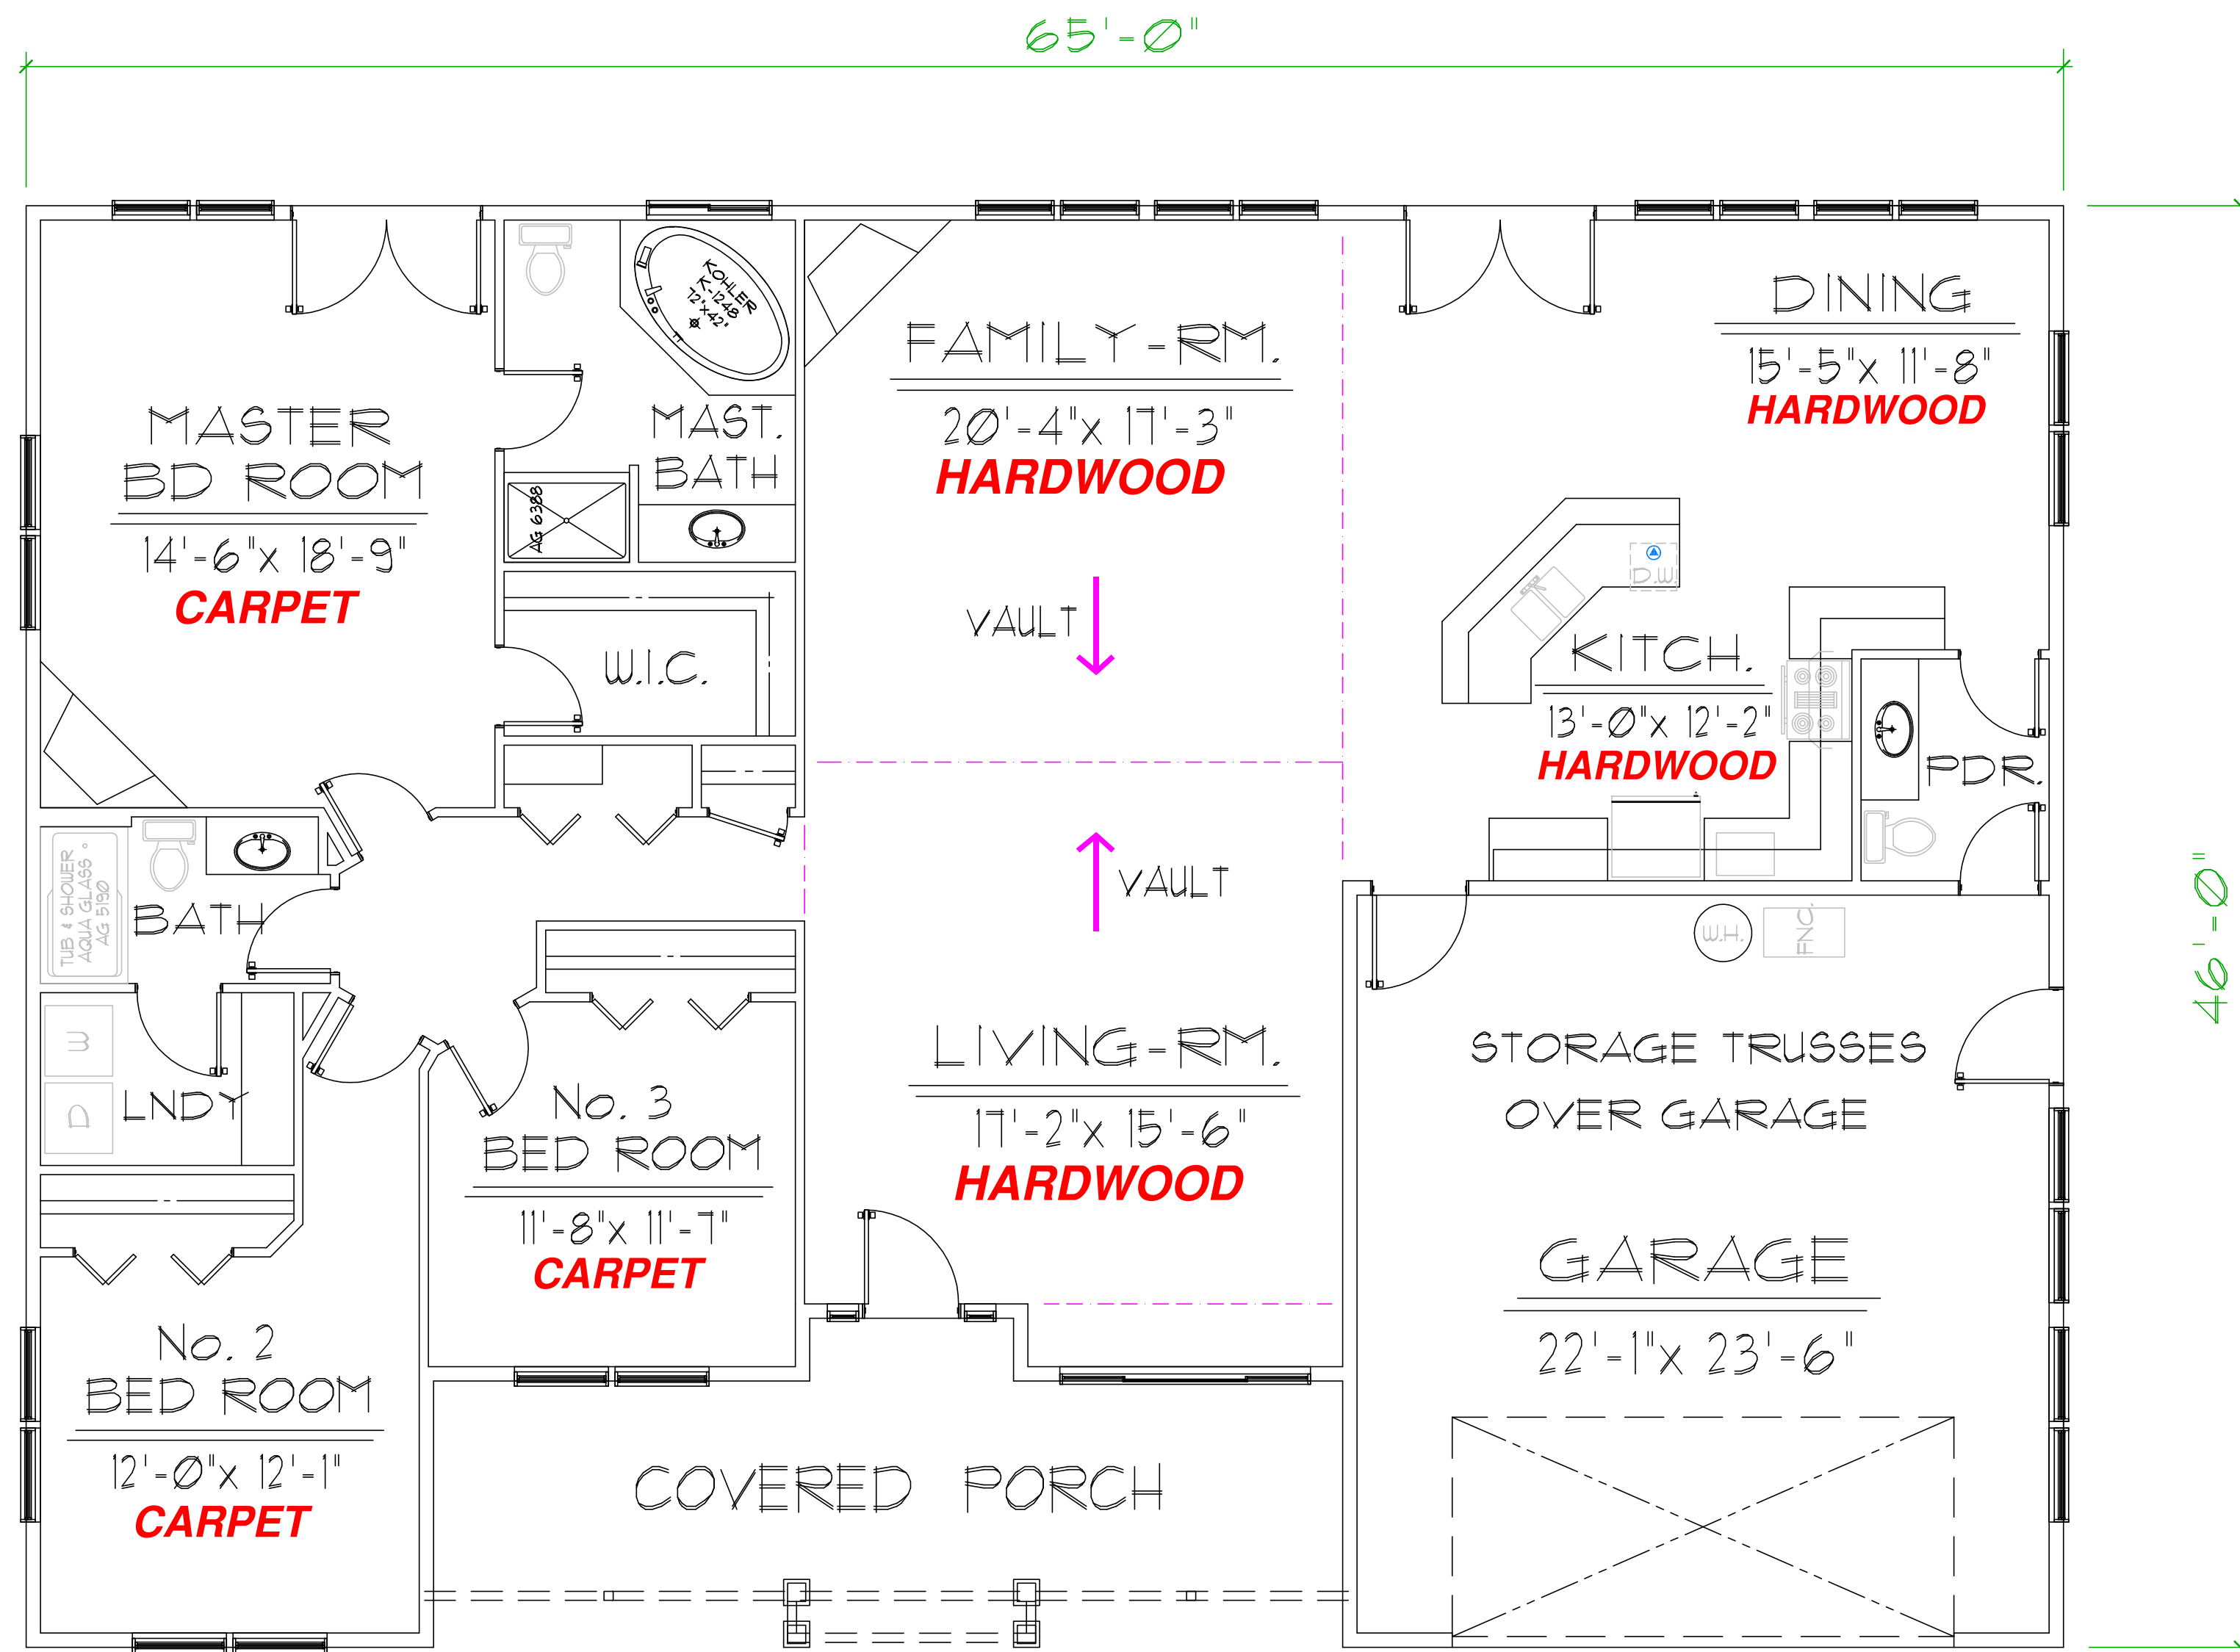 65'-0"
46'-0"
MASTER
BD ROOM
14'-6"x 18'-9"
CARPET
KOHLER
K-1248
72"x42"
MAST.
BATH
AG 6388
W.I.C.
FAMILY-RM.
20'-4"x 17'-3"
HARDWOOD
VAULT
DINING
15'-5"x 11'-8"
HARDWOOD
D.W.
KITCH.
13'-0"x 12'-2"
HARDWOOD
PDR.
TUB & SHOWER
AQUA GLASS
AG 5190
BATH
W
D
LNDY
VAULT
LIVING-RM.
17'-2"x 15'-6"
HARDWOOD
No. 3
BED ROOM
11'-8"x 11'-7"
CARPET
No. 2
BED ROOM
12'-0"x 12'-1"
CARPET
W.H.
FNC.
STORAGE TRUSSES
OVER GARAGE
GARAGE
22'-1"x 23'-6"
COVERED PORCH